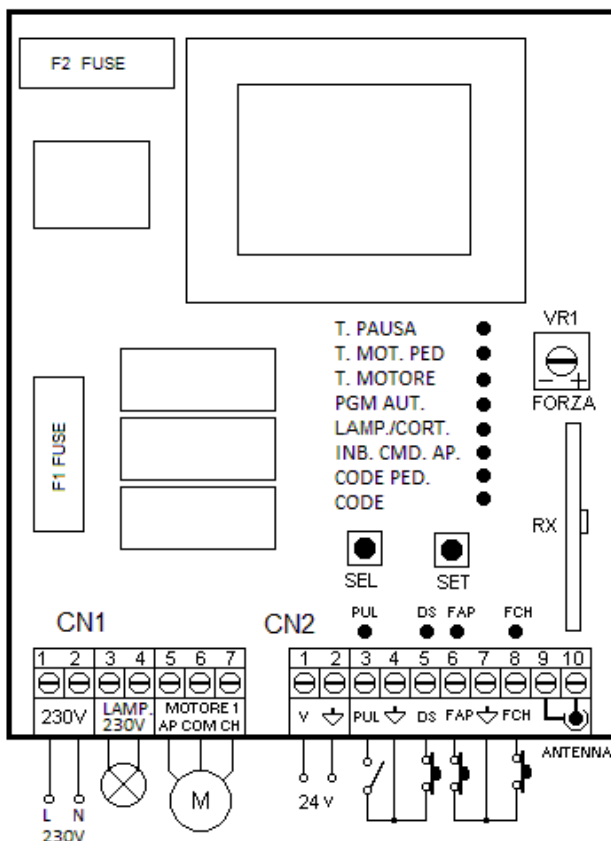 F2 FUSE
T. PAUSA
T. MOT. PED
T. MOTORE
PGM AUT.
LAMP./CORT.
INB. CMD. AP.
CODE PED.
CODE
VR1
- +
FORZA
F1 FUSE
RX
SEL
SET
PUL DS FAP FCH
CN1
CN2
1 2 3 4 5 6 7
1 2 3 4 5 6 7 8 9 10
230V
LAMP.
230V
MOTORE 1
AP COM CH
V PUL DS FAP FCH
ANTENNA
L N
230V
M
24 V